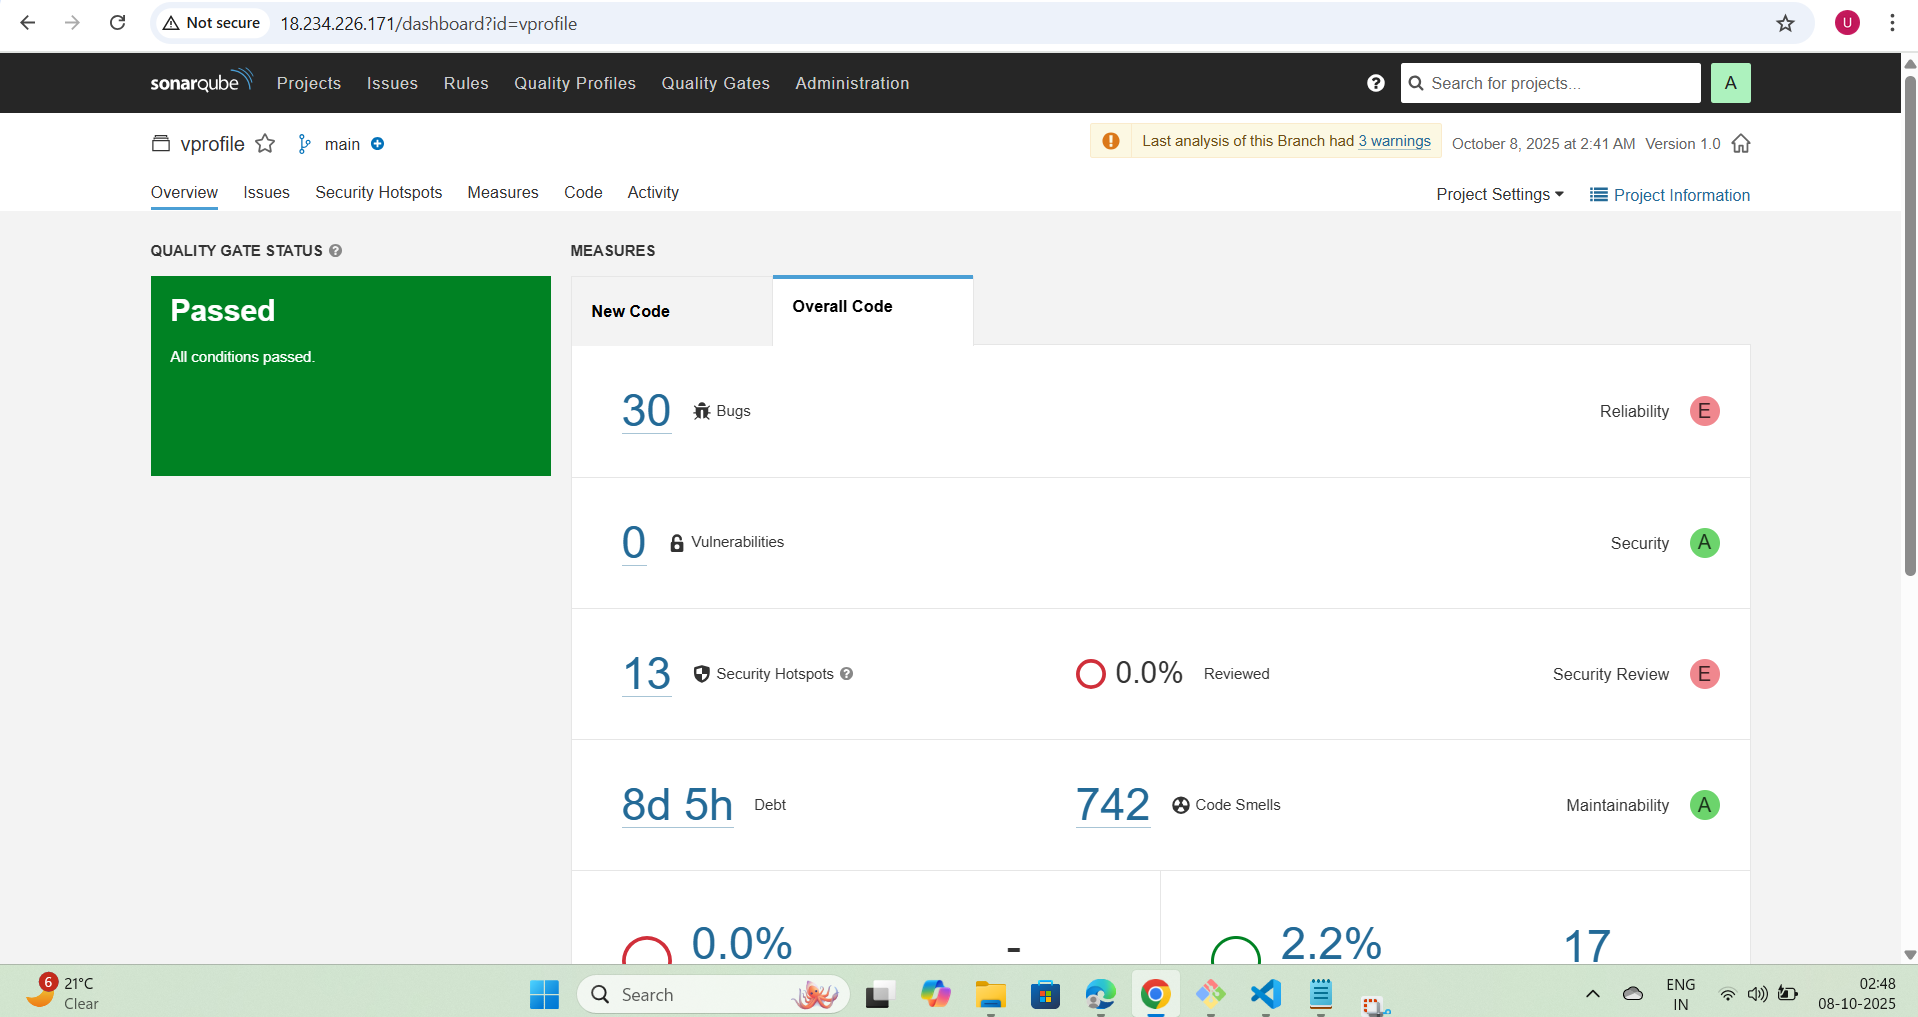 Not secure 18.234.226.171/dashboard?id=vprofile U
sonarqube Projects Issues Rules Quality Profiles Quality Gates Administration ? Search for projects... A
vprofile main Last analysis of this Branch had 3 warnings October 8, 2025 at 2:41 AM Version 1.0
Overview Issues Security Hotspots Measures Code Activity Project Settings Project Information
QUALITY GATE STATUS ? MEASURES
Passed
All conditions passed.
New Code Overall Code
30 Bugs Reliability E
0 Vulnerabilities Security A
13 Security Hotspots ? 0.0% Reviewed Security Review E
8d 5h Debt 742 Code Smells Maintainability A
0.0% - 2.2% 17
6 21°C
Clear
Search
ENG
IN
02:48
08-10-2025